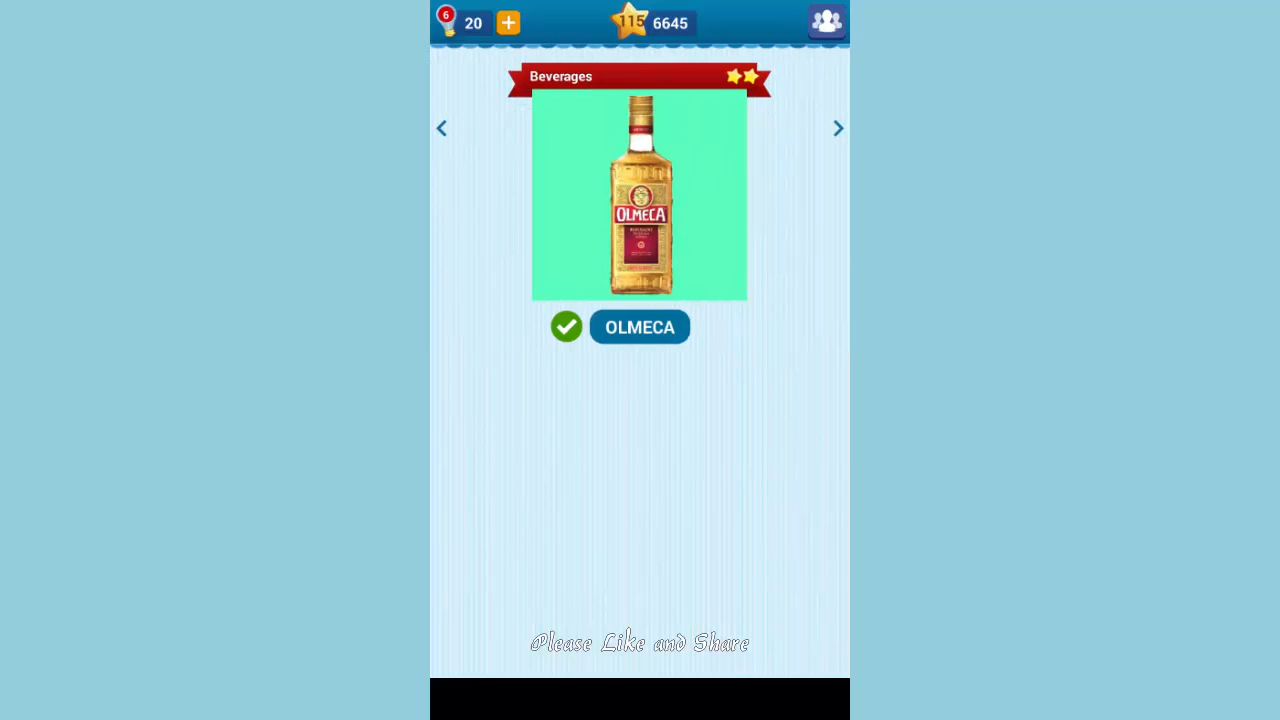 6 20 + 115 6645
Beverages
OLMECA
OLMECA
Please Like and Share